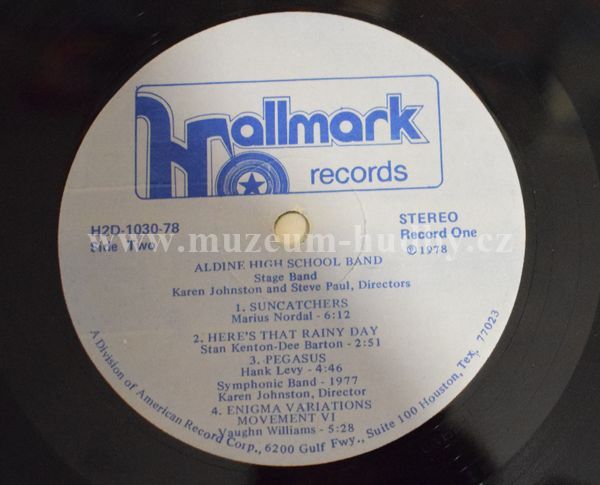 Hallmark
records
H2D-1030-78
Side Two
STEREO
Record One
℗ 1978
www.muzeum-hudby.cz
ALDINE HIGH SCHOOL BAND
Stage Band
Karen Johnston and Steve Paul, Directors
1. SUNCATCHERS
Marius Nordal - 6:12
2. HERE'S THAT RAINY DAY
Stan Kenton-Dee Barton - 2:51
3. PEGASUS
Hank Levy - 4:46
Symphonic Band - 1977
Karen Johnston, Director
4. ENIGMA VARIATIONS
MOVEMENT VI
Vaughn Williams - 5:28
A Division of American Record Corp., 6200 Gulf Fwy., Suite 100 Houston, Tex. 77023